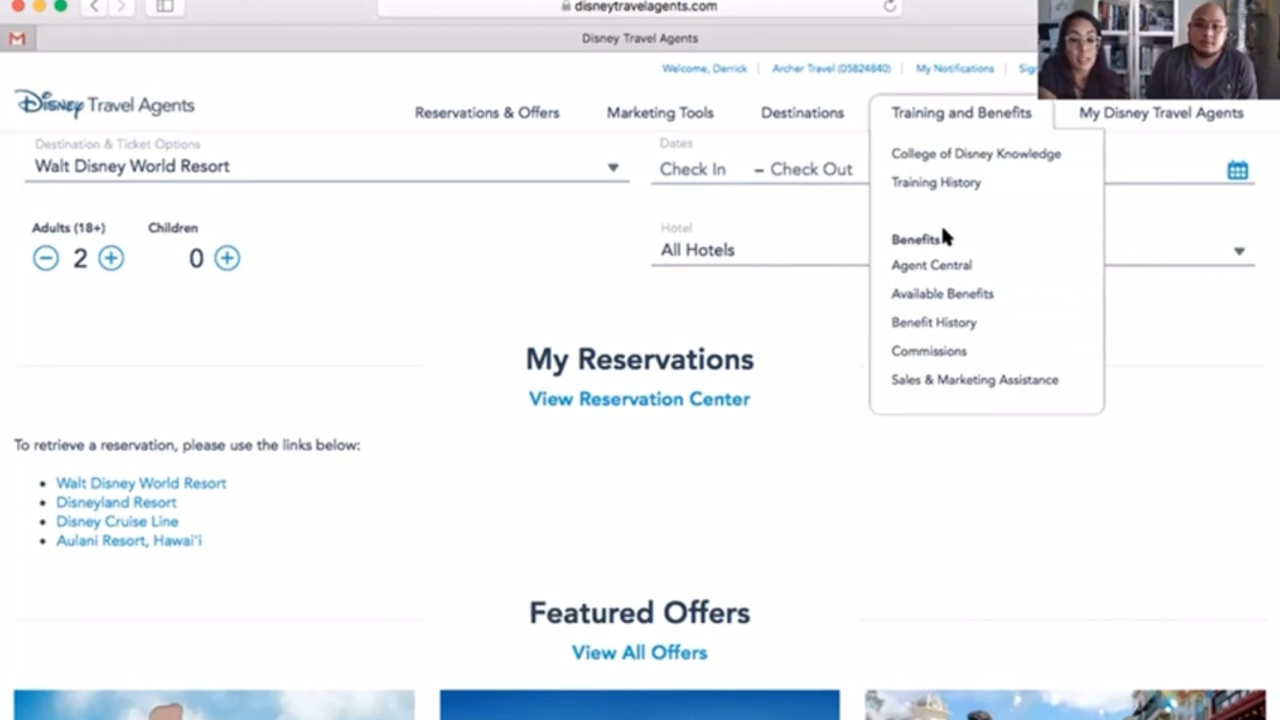 disneytravelagents.com
Disney Travel Agents
Welcome, Derrick
Archer Travel (05824840)
My Notifications
Disney Travel Agents
Reservations & Offers
Marketing Tools
Destinations
Training and Benefits
My Disney Travel Agents
Destination & Ticket Options
Walt Disney World Resort
Dates
Check In – Check Out
College of Disney Knowledge
Training History
Adults (18+)
Children
2
0
Hotel
All Hotels
Benefits
Agent Central
Available Benefits
Benefit History
Commissions
Sales & Marketing Assistance
My Reservations
View Reservation Center
To retrieve a reservation, please use the links below:
Walt Disney World Resort
Disneyland Resort
Disney Cruise Line
Aulani Resort, Hawai'i
Featured Offers
View All Offers